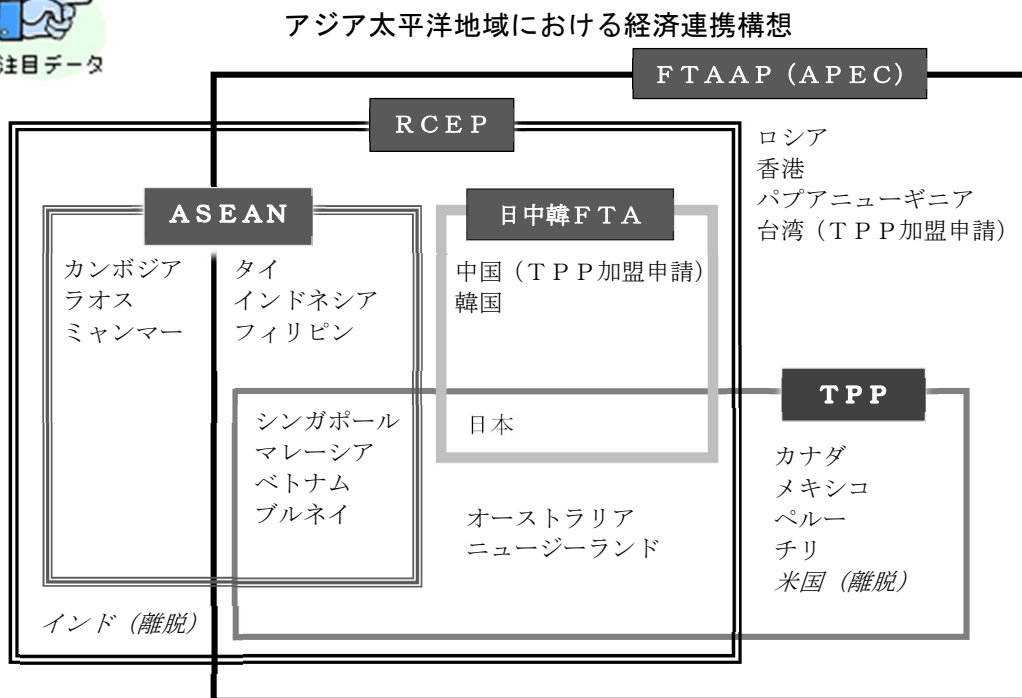 アジア太平洋地域における経済連携構想
注目データ
ＦＴＡＡＰ（ＡＰＥＣ）
ＲＣＥＰ
ロシア
香港
パプアニューギニア
台湾（ＴＰＰ加盟申請）
ＡＳＥＡＮ
日中韓ＦＴＡ
カンボジア
ラオス
ミャンマー
タイ
インドネシア
フィリピン
中国（ＴＰＰ加盟申請）
韓国
ＴＰＰ
シンガポール
マレーシア
ベトナム
ブルネイ
日本
オーストラリア
ニュージーランド
カナダ
メキシコ
ペルー
チリ
米国（離脱）
インド（離脱）